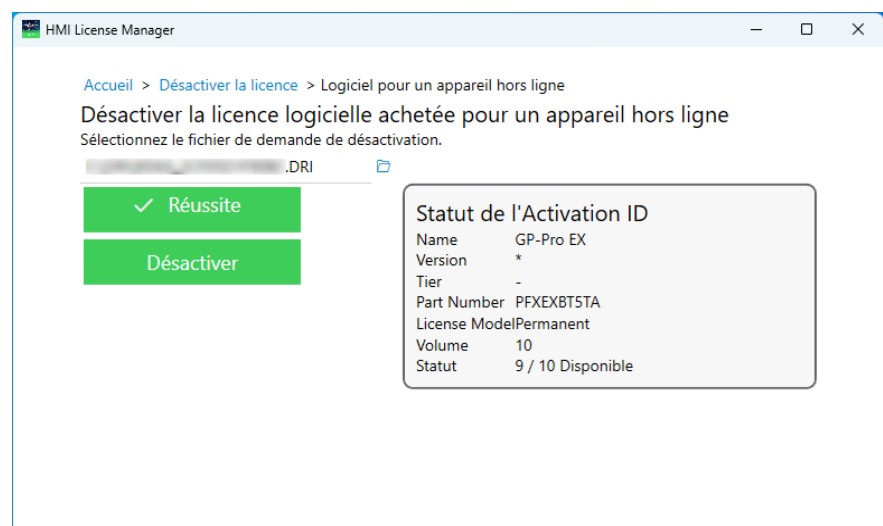 HMI License Manager
Accueil > Désactiver la licence > Logiciel pour un appareil hors ligne
Désactiver la licence logicielle achetée pour un appareil hors ligne
Sélectionnez le fichier de demande de désactivation.
.DRI
Réussite
Désactiver
Statut de l'Activation ID
Name GP-Pro EX
Version *
Tier -
Part Number PFXEXBT5TA
License Model Permanent
Volume 10
Statut 9 / 10 Disponible